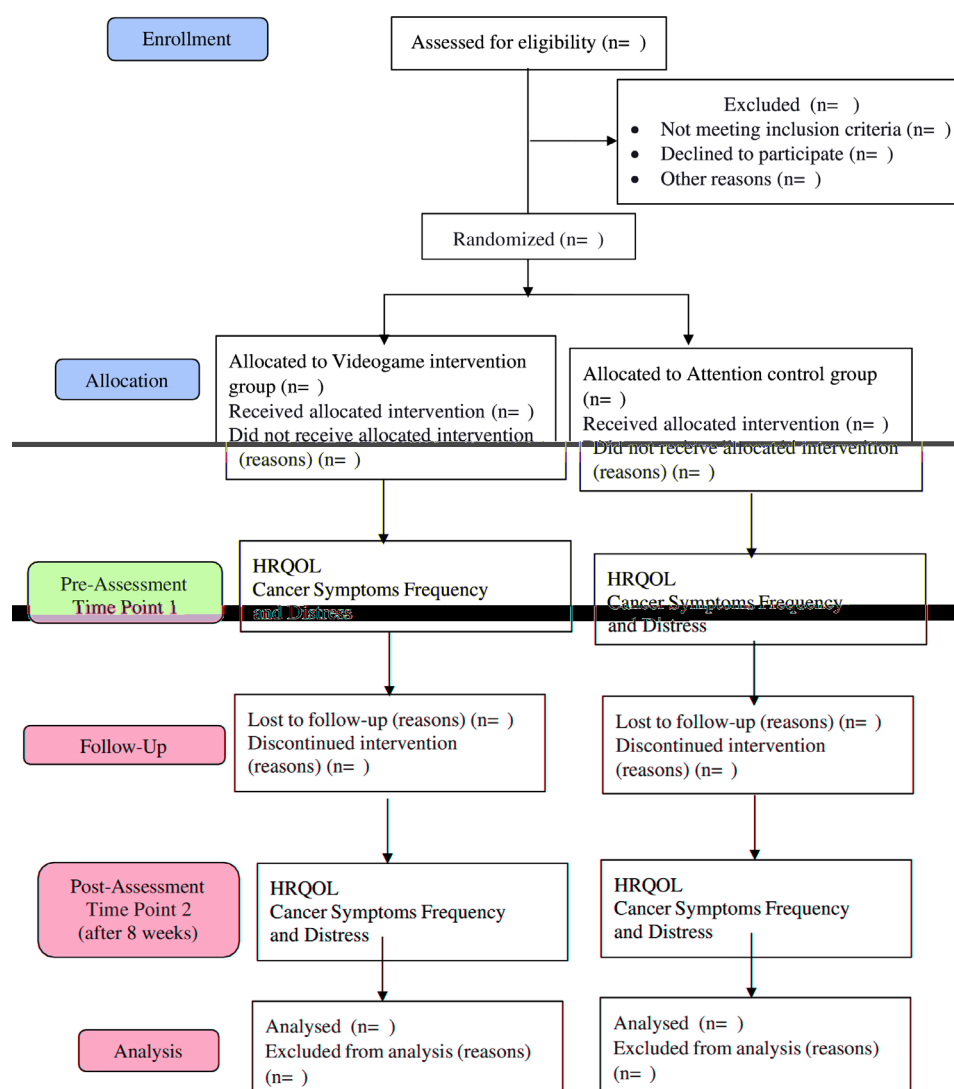 Enrollment
Assessed for eligibility (n=  )
Excluded  (n=   )
• Not meeting inclusion criteria (n=  )
• Declined to participate (n=  )
• Other reasons (n=  )
Randomized (n=  )
Allocation
Allocated to Videogame intervention
group (n=  )
Received allocated intervention (n=  )
Did not receive allocated intervention
(reasons) (n=  )
Allocated to Attention control group
(n=  )
Received allocated intervention (n=  )
Did not receive allocated intervention
(reasons) (n=  )
Pre-Assessment
Time Point 1
HRQOL
Cancer Symptoms Frequency
and Distress
HRQOL
Cancer Symptoms Frequency
and Distress
Follow-Up
Lost to follow-up (reasons) (n=  )
Discontinued intervention
(reasons) (n=  )
Lost to follow-up (reasons) (n=  )
Discontinued intervention
(reasons) (n=  )
Post-Assessment
Time Point 2
(after 8 weeks)
HRQOL
Cancer Symptoms Frequency
and Distress
HRQOL
Cancer Symptoms Frequency
and Distress
Analysis
Analysed  (n=  )
Excluded from analysis (reasons)
(n=  )
Analysed  (n=  )
Excluded from analysis (reasons)
(n=  )